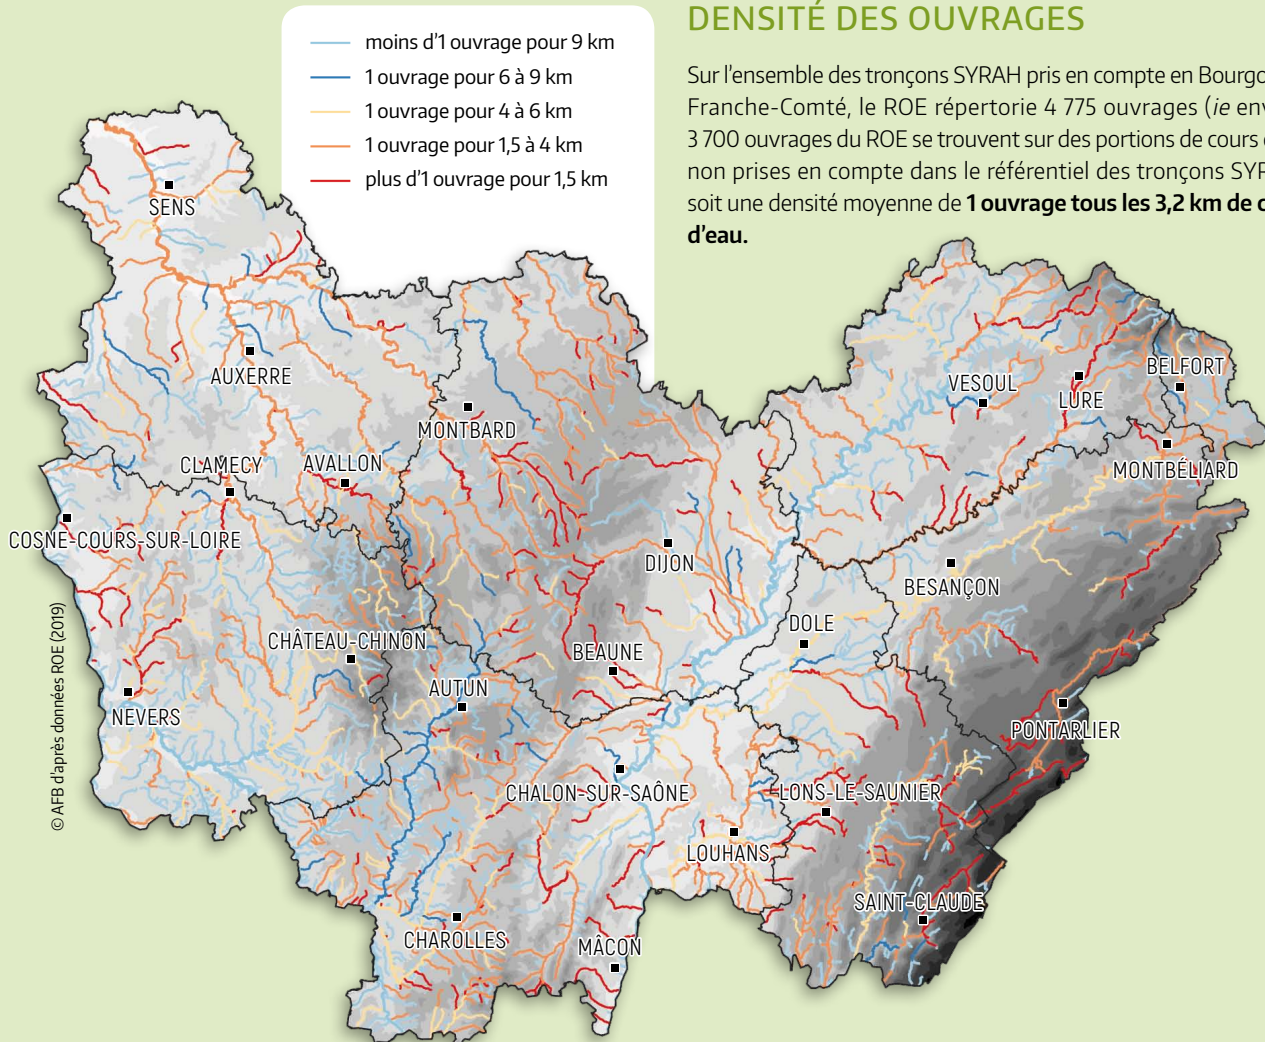 DENSITÉ DES OUVRAGES
moins d'1 ouvrage pour 9 km
1 ouvrage pour 6 à 9 km
1 ouvrage pour 4 à 6 km
1 ouvrage pour 1,5 à 4 km
plus d'1 ouvrage pour 1,5 km
Sur l'ensemble des tronçons SYRAH pris en compte en Bourgo
Franche-Comté, le ROE répertorie 4 775 ouvrages (ie env
3 700 ouvrages du ROE se trouvent sur des portions de cours
non prises en compte dans le référentiel des tronçons SYR
soit une densité moyenne de 1 ouvrage tous les 3,2 km de c
d'eau.
SENS
AUXERRE
MONTBARD
VESOUL
LURE
BELFORT
CLAMECY
AVALLON
MONTBÉLIARD
COSNE-COURS-SUR-LOIRE
DIJON
BESANÇON
CHÂTEAU-CHINON
BEAUNE
DOLE
AUTUN
NEVERS
PONTARLIER
CHALON-SUR-SAÔNE
LONS-LE-SAUNIER
LOUHANS
SAINT-CLAUDE
CHAROLLES
MÂCON
© AFB d'après données ROE (2019)